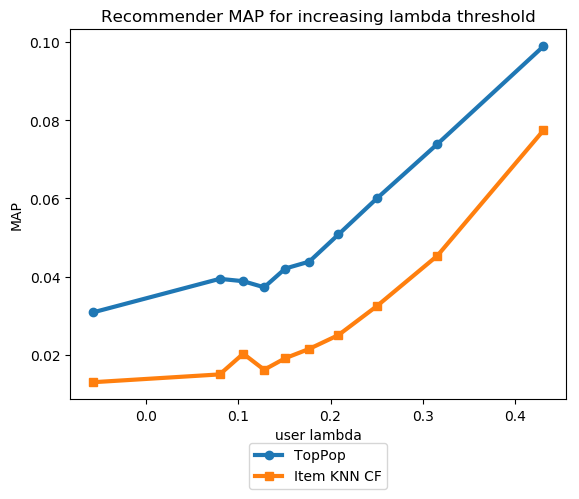 Recommender MAP for increasing lambda threshold
0.10
0.08
0.06
0.04
0.02
MAP
0.0 0.1 0.2 0.3 0.4
user lambda
TopPop
Item KNN CF